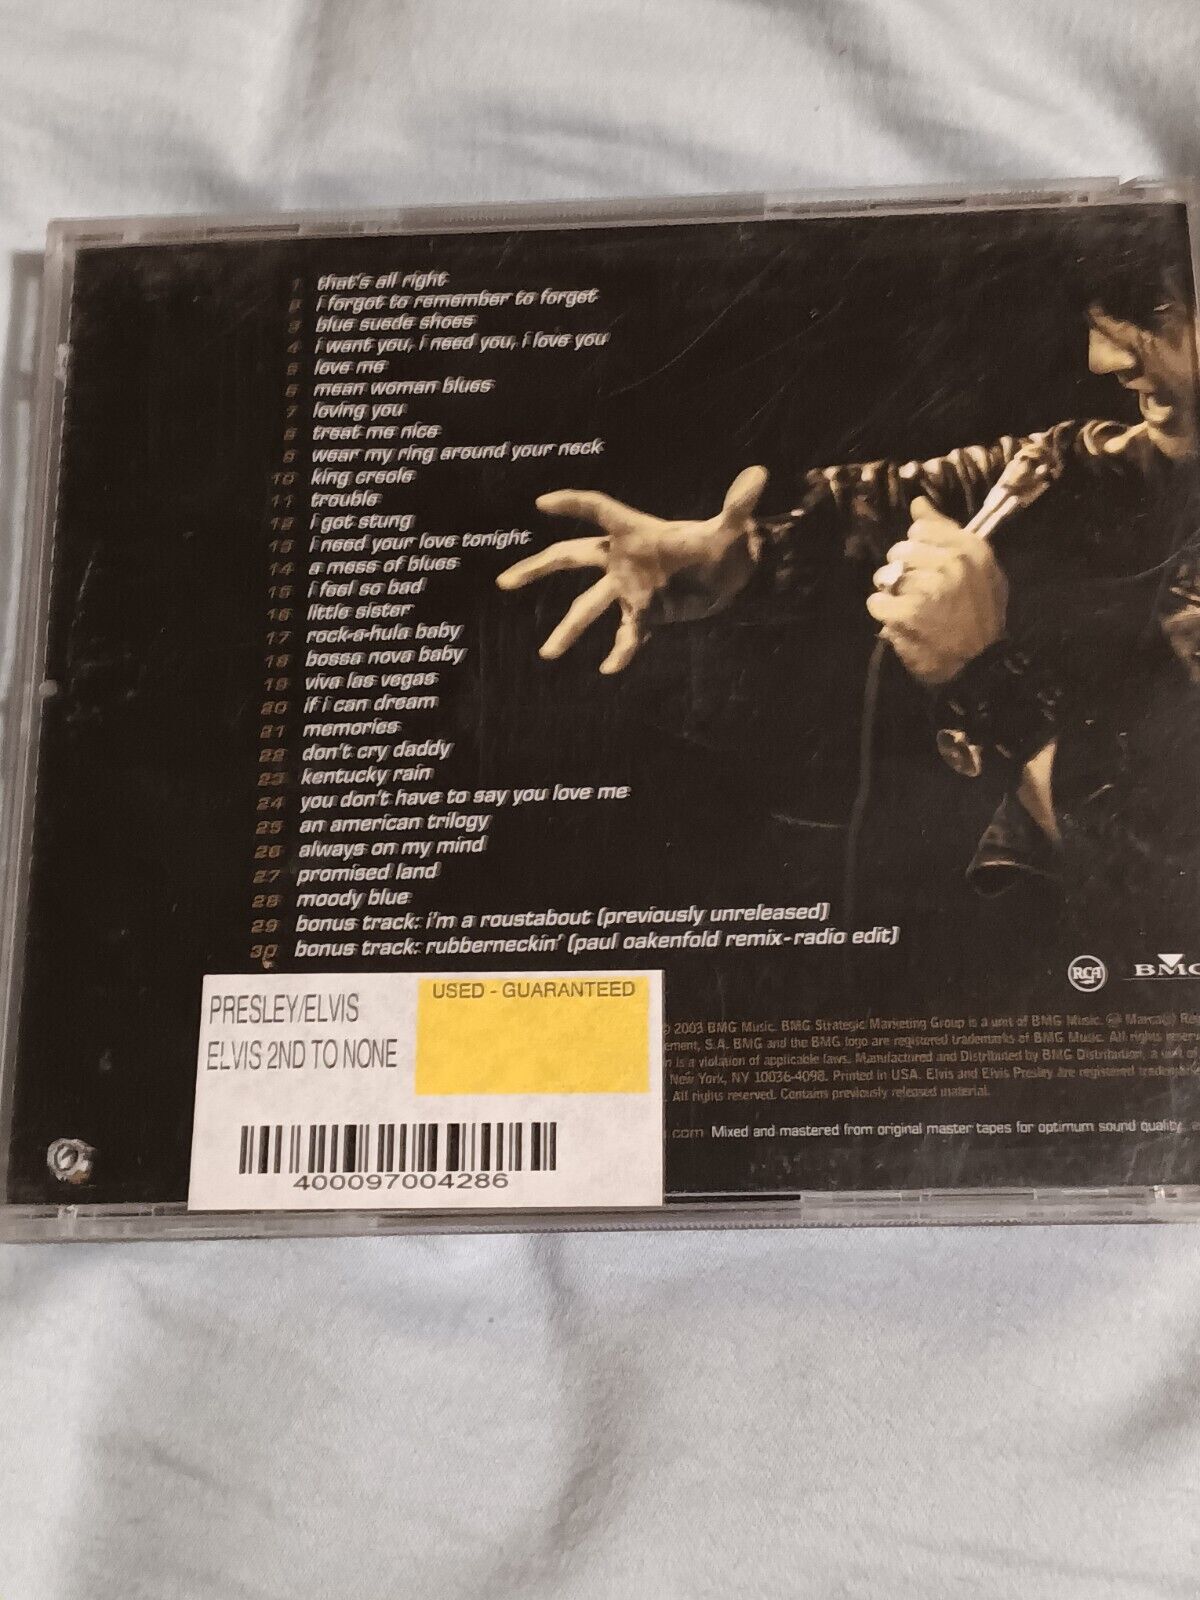 1 that's all right
2 i forgot to remember to forget
3 blue suede shoes
4 i want you, i need you, i love you
5 love me
6 mean woman blues
7 loving you
8 treat me nice
9 wear my ring around your neck
10 king creole
11 trouble
12 i got stung
13 i need your love tonight
14 a mess of blues
15 i feel so bad
16 little sister
17 rock-a-hula baby
18 bossa nova baby
19 viva las vegas
20 if i can dream
21 memories
22 don't cry daddy
23 kentucky rain
24 you don't have to say you love me
25 an american trilogy
26 always on my mind
27 promised land
28 moody blue
29 bonus track: i'm a roustabout (previously unreleased)
30 bonus track: rubberneckin' (paul oakenfold remix-radio edit)
RCA BMG
PRESLEY/ELVIS
USED - GUARANTEED
ELVIS 2ND TO NONE
400097004286
℗ 2003 BMG Music. BMG Strategic Marketing Group is a unit of BMG Music. Marca(s)
S.A. BMG and the BMG logo are registered trademarks of BMG Music. All rights
is a violation of applicable laws. Manufactured and Distributed by BMG Distribution, a unit of
New York, NY 10036-4098. Printed in USA. Elvis and Elvis Presley are registered
All rights reserved. Contains previously released material.
.com Mixed and mastered from original master tapes for optimum sound quality.